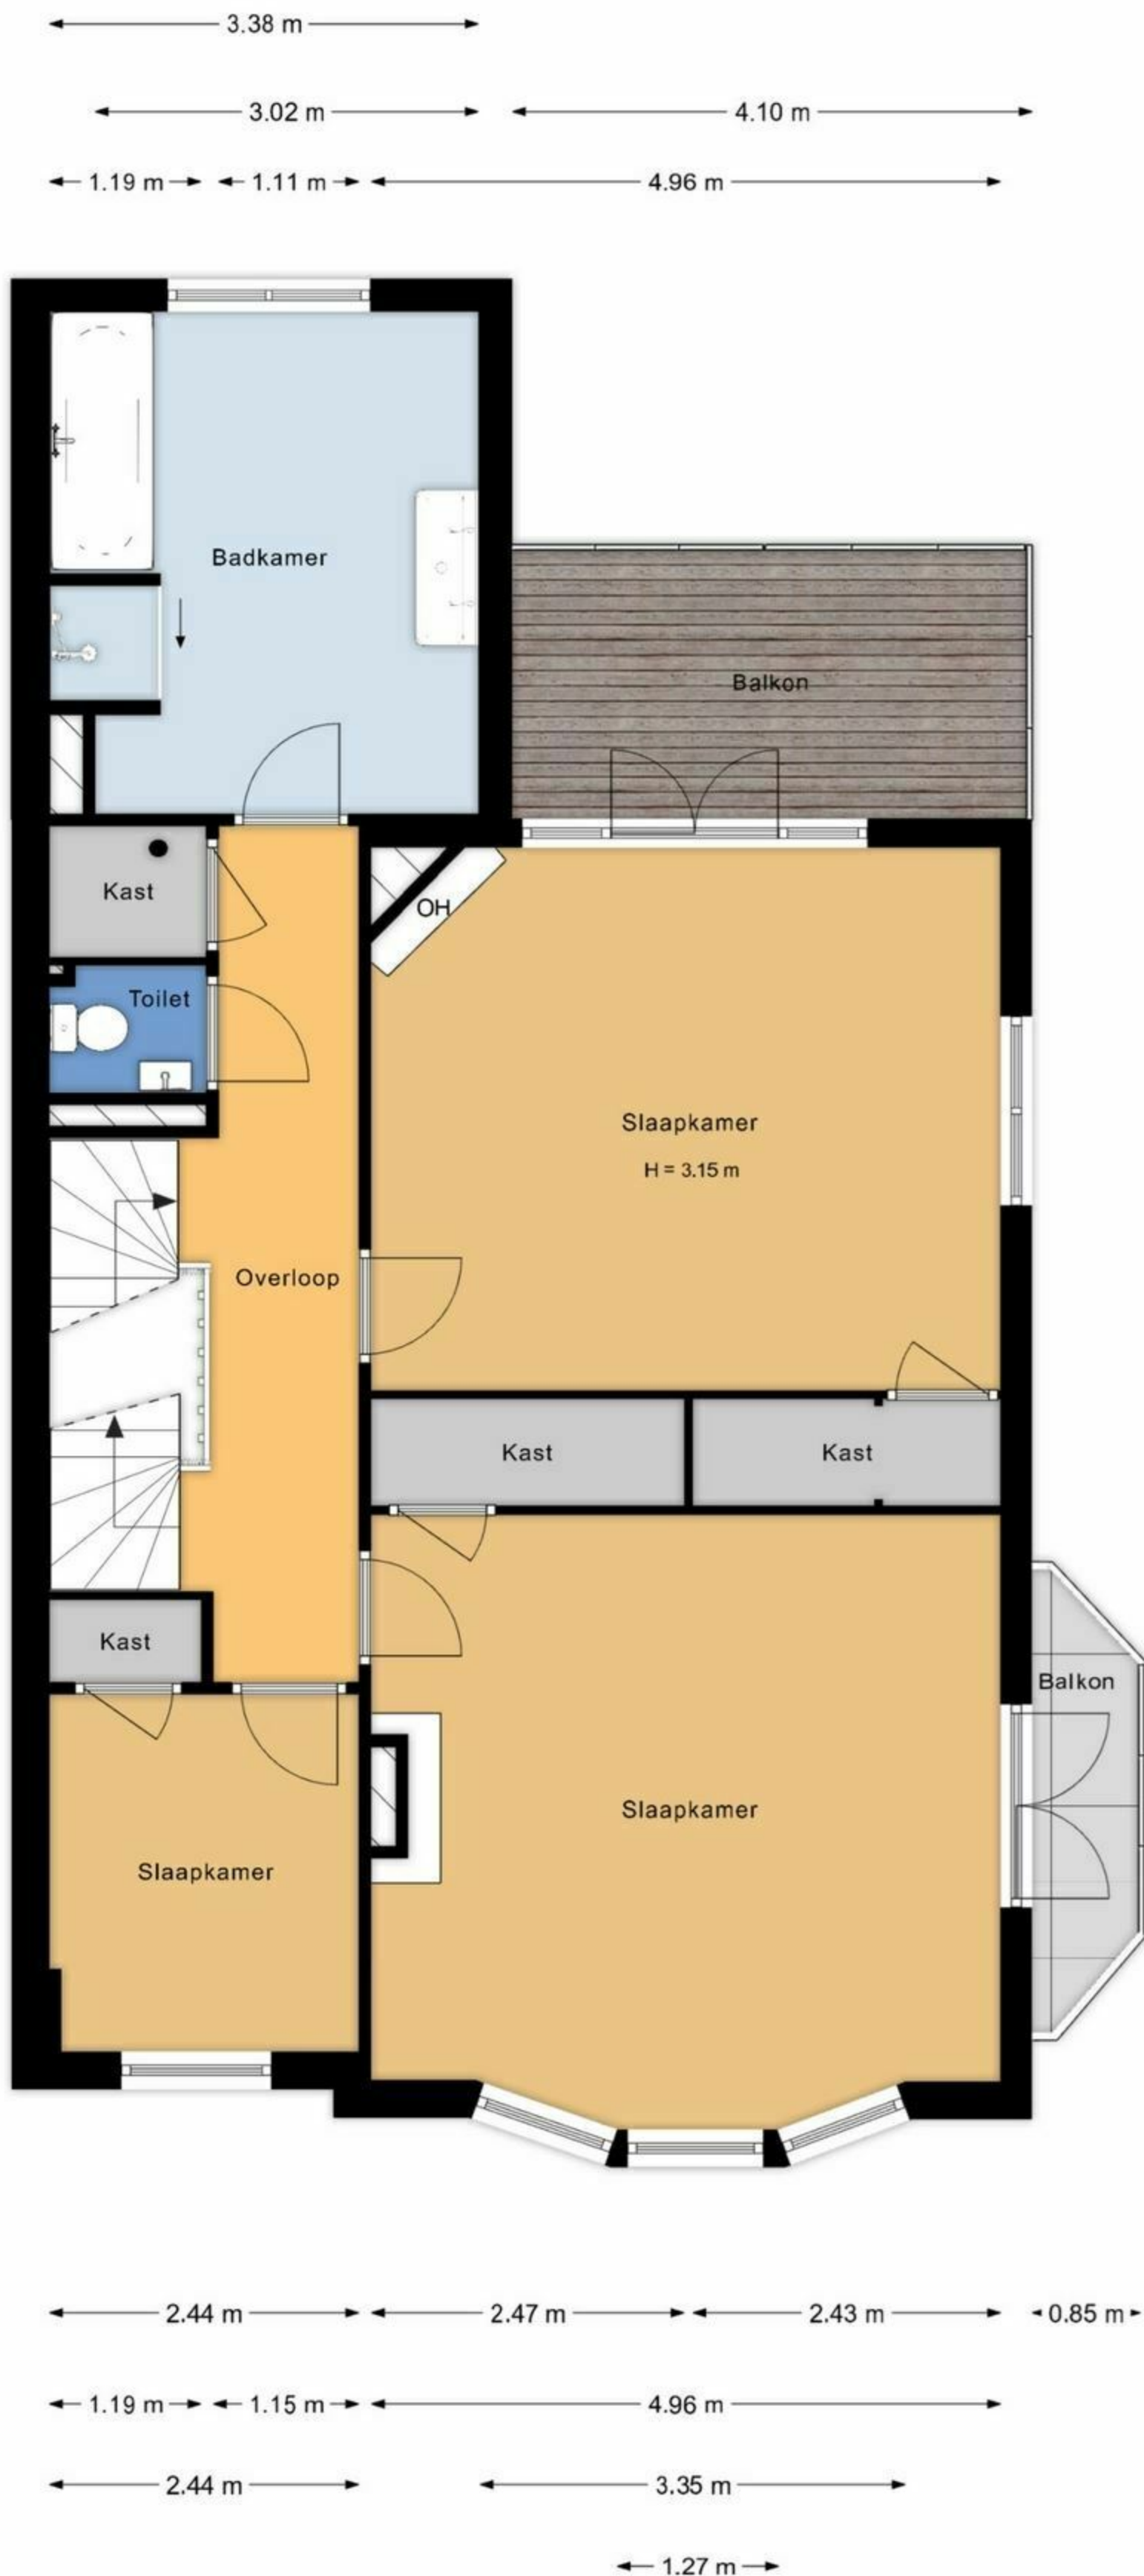 3.38 m
3.02 m
4.10 m
1.19 m
1.11 m
4.96 m
Badkamer
Balkon
Kast
OH
Toilet
Slaapkamer
H = 3.15 m
Overloop
Kast
Kast
Kast
Balkon
Slaapkamer
Slaapkamer
2.44 m
2.47 m
2.43 m
0.85 m
1.19 m
1.15 m
4.96 m
2.44 m
3.35 m
1.27 m